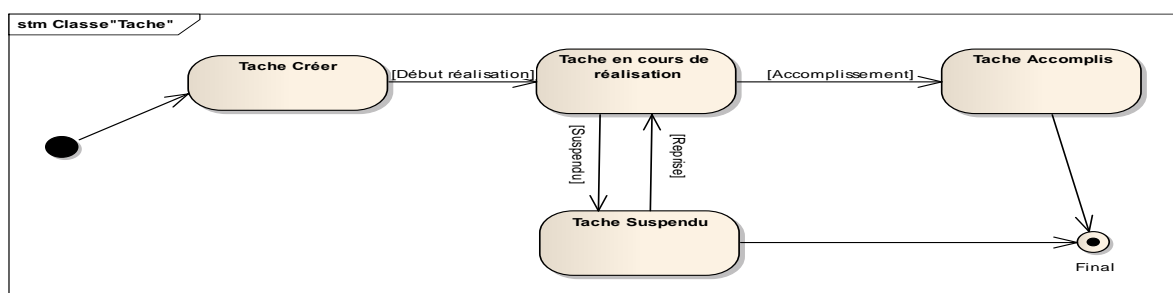 stm Classe"Tache"
Tache Créer
[Début réalisation]
Tache en cours de
réalisation
[Accomplissement]
Tache Accomplis
[Suspendu]
[Reprise]
Tache Suspendu
Final